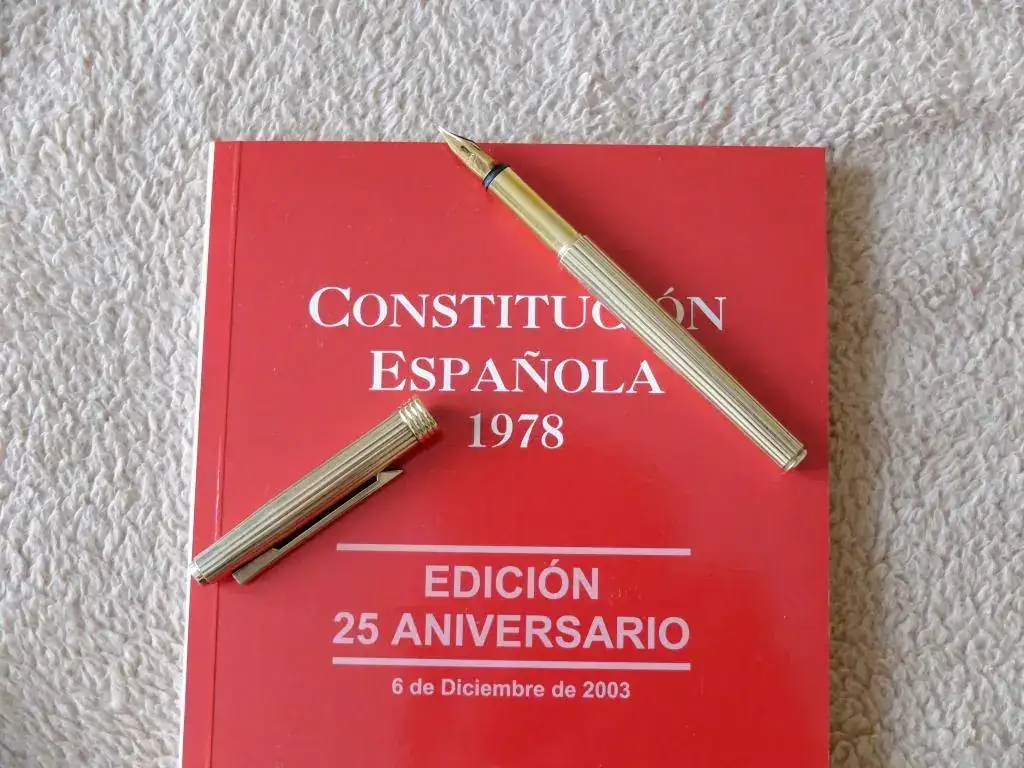 CONSTITUCIÓN
ESPAÑOLA
1978
EDICIÓN
25 ANIVERSARIO
6 de Diciembre de 2003